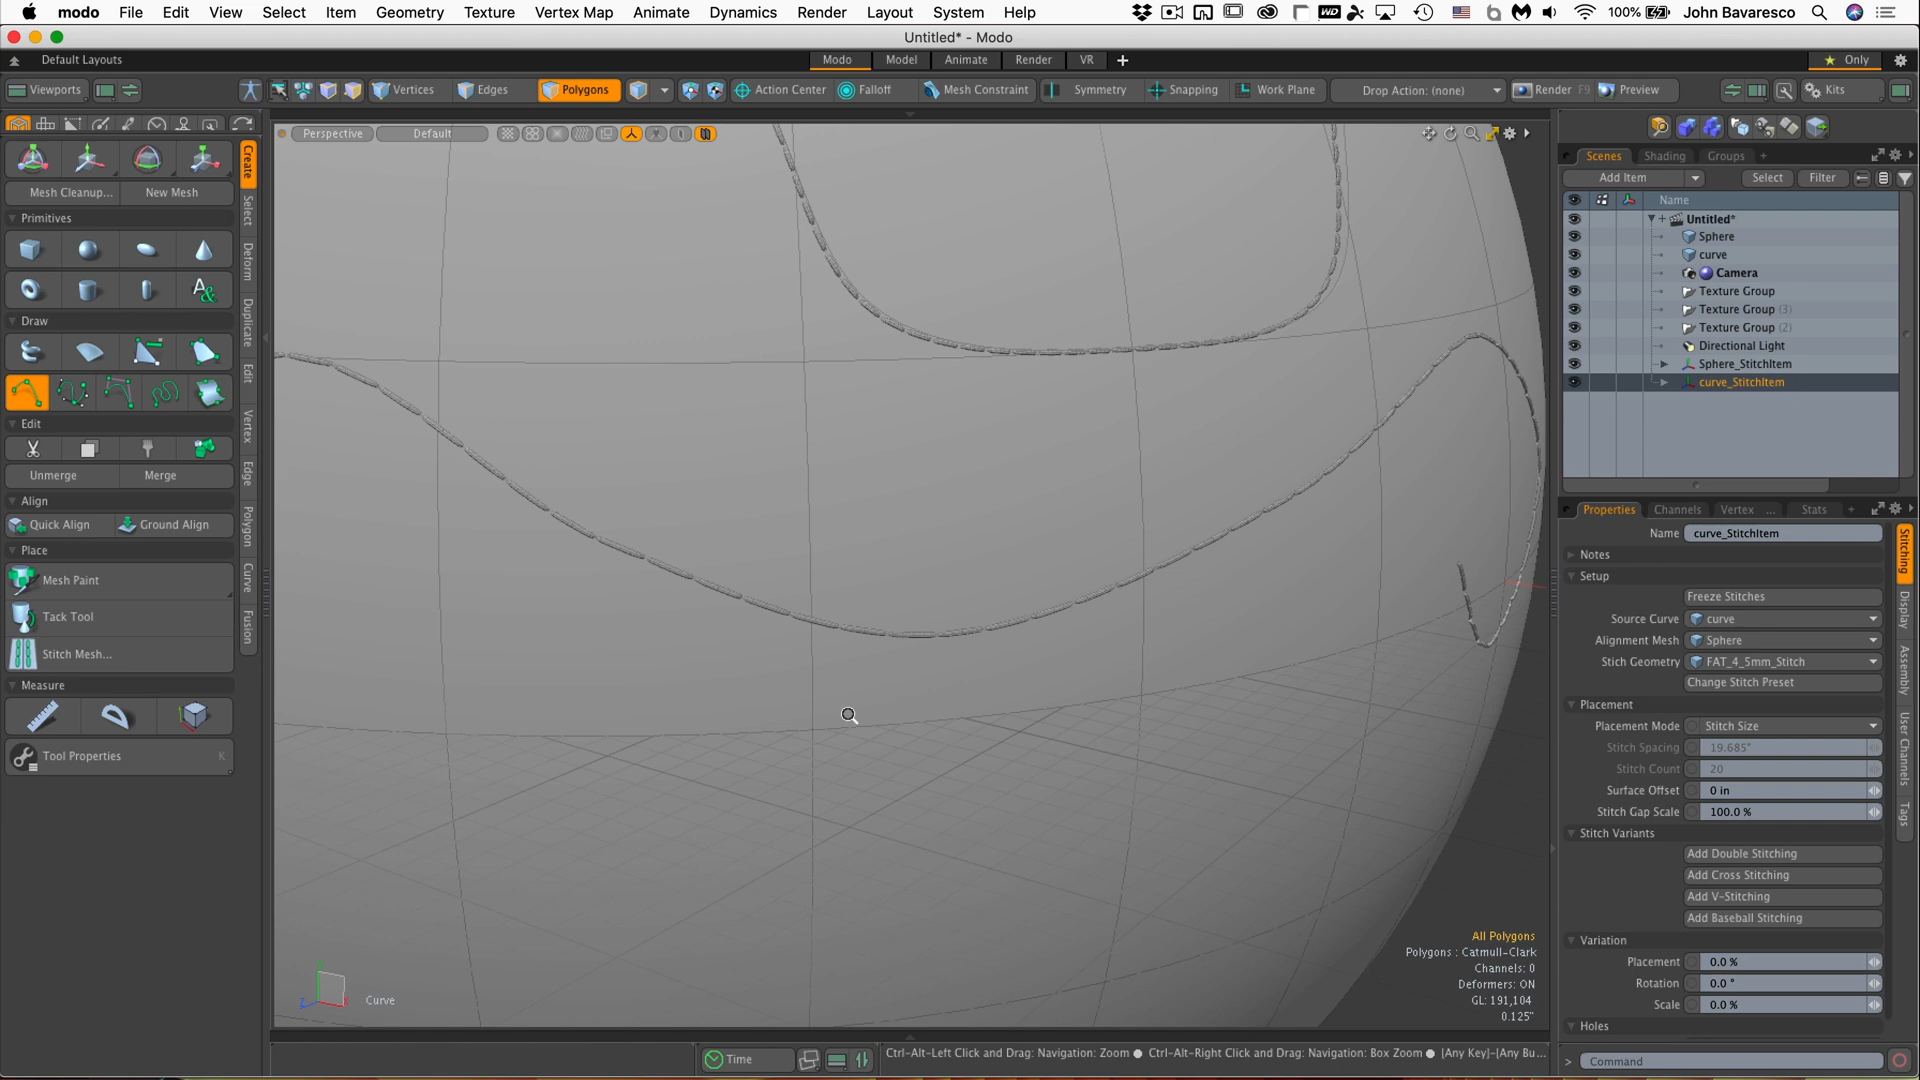 modo File Edit View Select Item Geometry Texture Vertex Map Animate Dynamics Render Layout System Help WD 100% John Bavaresco
Untitled* - Modo
Default Layouts Modo Model Animate Render VR + Only
Viewports Vertices Edges Polygons Action Center Falloff Mesh Constraint Symmetry Snapping Work Plane Drop Action: (none) Render F9 Preview Kits
Perspective Default
Create
Select
Deform
Duplicate
Edit
Vertex
Edge
Polygon
Curve
Fusion
Mesh Cleanup... New Mesh
Primitives
Draw
Edit
Unmerge Merge
Align
Quick Align Ground Align
Place
Mesh Paint
Tack Tool
Stitch Mesh...
Measure
Tool Properties K
Curve
All Polygons
Polygons : Catmull-Clark
Channels: 0
Deformers: ON
GL: 191,104
0.125"
Time
Ctrl-Alt-Left Click and Drag: Navigation: Zoom ● Ctrl-Alt-Right Click and Drag: Navigation: Box Zoom ● [Any Key]-[Any Bu...
Scenes Shading Groups +
Add Item Select Filter
Name
Untitled*
Sphere
curve
Camera
Texture Group
Texture Group (3)
Texture Group (2)
Directional Light
Sphere_StitchItem
curve_StitchItem
Properties Channels Vertex ... Stats +
Name curve_StitchItem
Notes
Setup
Freeze Stitches
Source Curve curve
Alignment Mesh Sphere
Stich Geometry FAT_4_5mm_Stitch
Change Stitch Preset
Placement
Placement Mode Stitch Size
Stitch Spacing 19.685"
Stitch Count 20
Surface Offset 0 in
Stitch Gap Scale 100.0 %
Stitch Variants
Add Double Stitching
Add Cross Stitching
Add V-Stitching
Add Baseball Stitching
Variation
Placement 0.0 %
Rotation 0.0 °
Scale 0.0 %
Holes
Stitching
Display
Assembly
User Channels
Tags
> Command